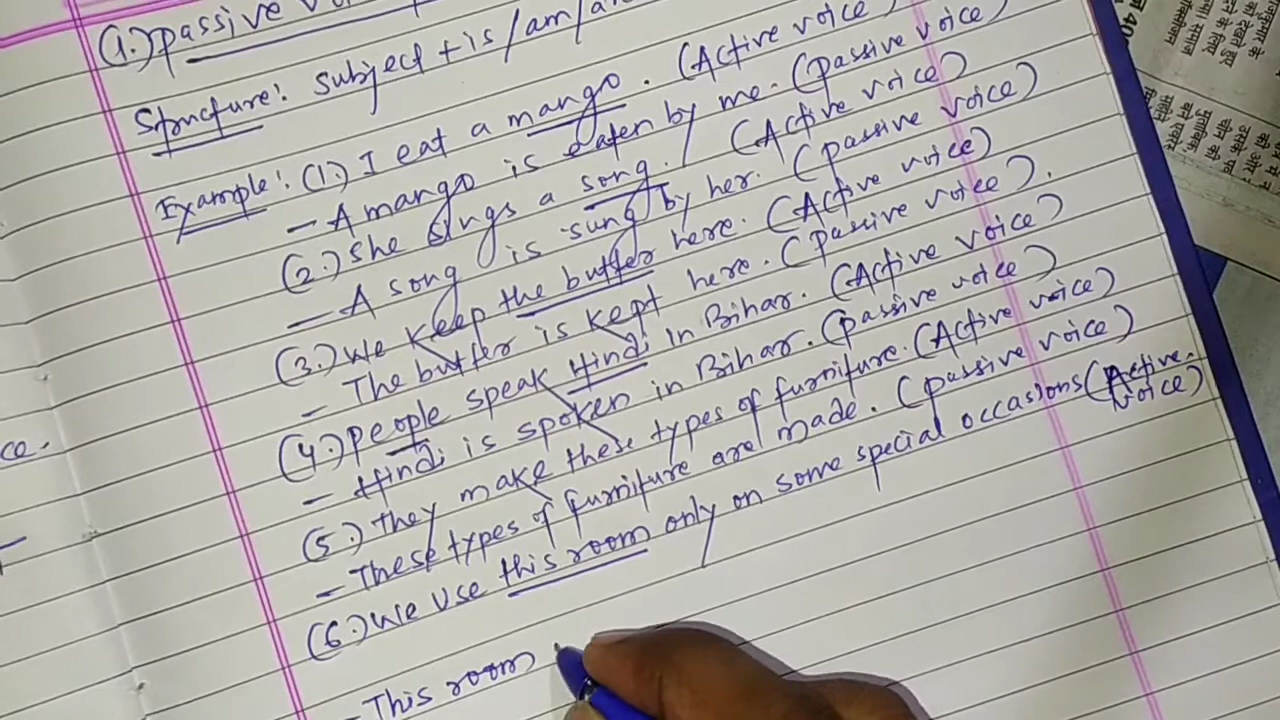 (1.) passive
Structure: Subject + is/am/
Example: (1.) I eat a mango. (Active voice)
- A mango is eaten by me. (passive voice)
(2.) She sings a song. (Active voice)
- A song is sung by her. (passive voice)
(3.) We keep the butter here. (Active voice)
- The butter is kept here. (passive voice).
(4.) people speak Hindi in Bihar. (Active voice)
- Hindi is spoken in Bihar. (passive voice)
(5.) They make these types of furniture. (Active voice)
- These types of furniture are made. (passive voice)
(6.) We use this room only on some special occasions (Active voice)
- This room
ce.